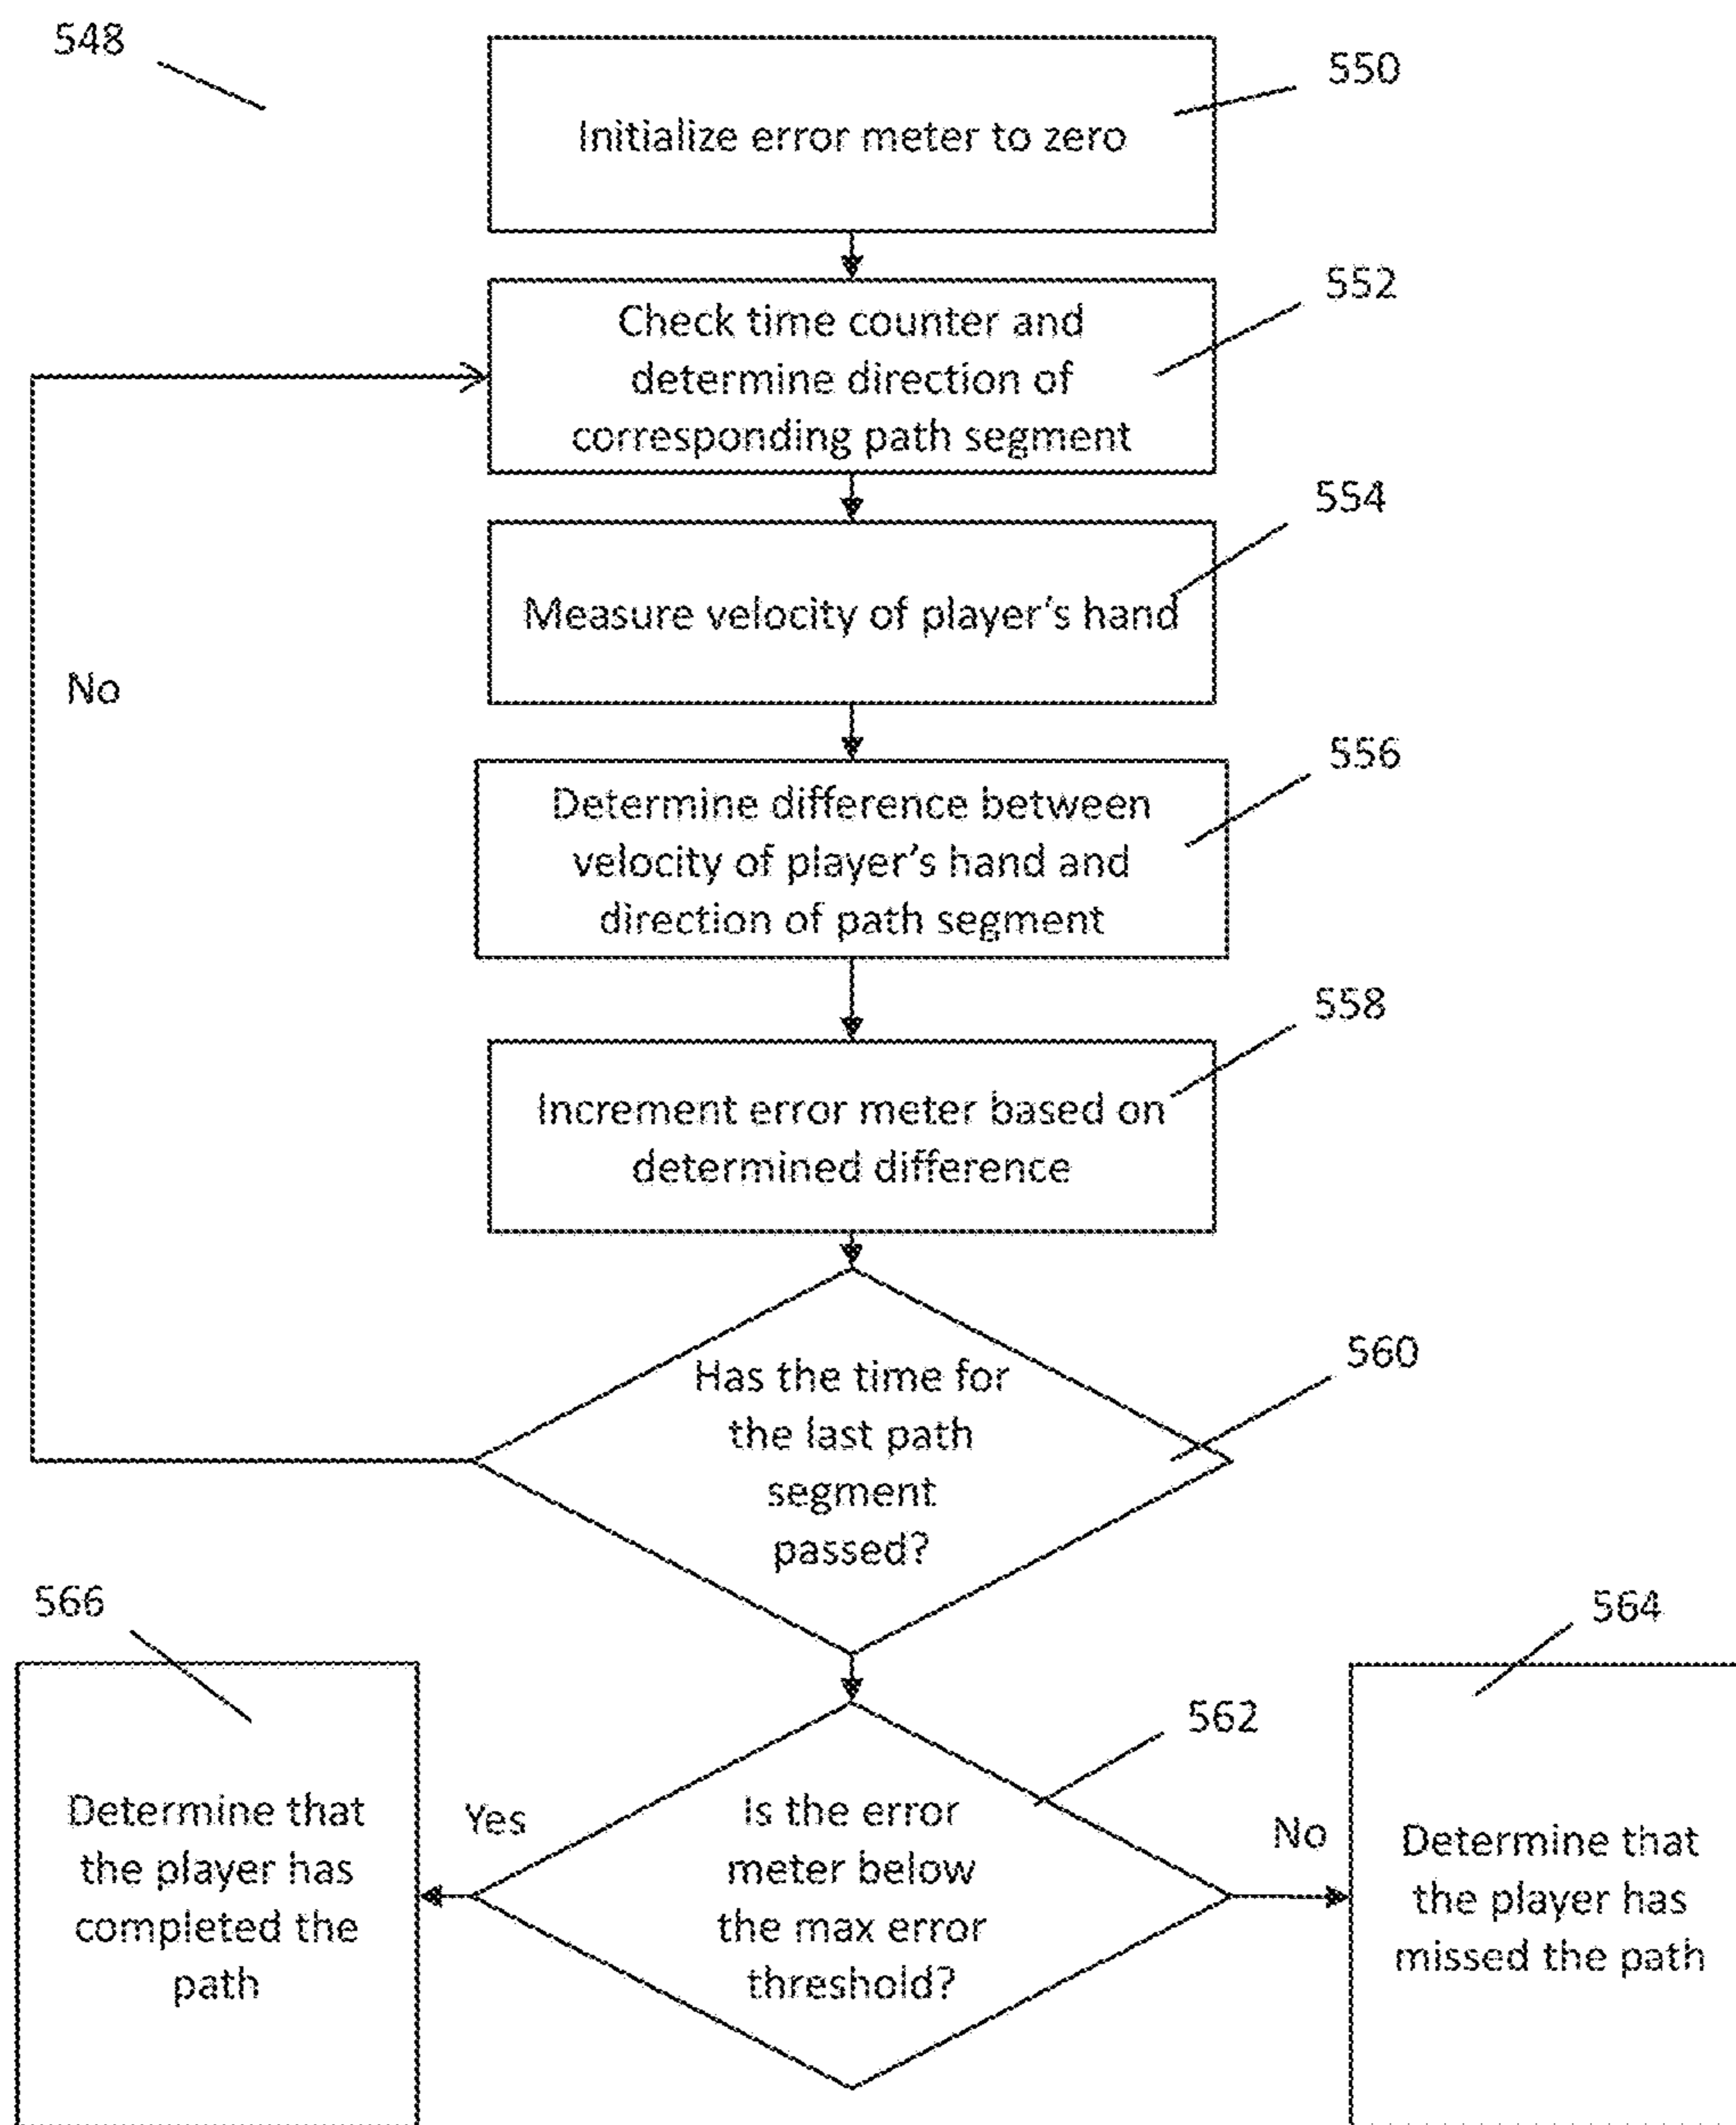 548
550
Initialize error meter to zero
552
Check time counter and
determine direction of
corresponding path segment
554
Measure velocity of player's hand
No
556
Determine difference between
velocity of player's hand and
direction of path segment
558
Increment error meter based on
determined difference
560
Has the time for
the last path
segment
passed?
566
564
562
Determine that
the player has
completed the
path
Yes
Is the error
meter below
the max error
threshold?
No
Determine that
the player has
missed the path